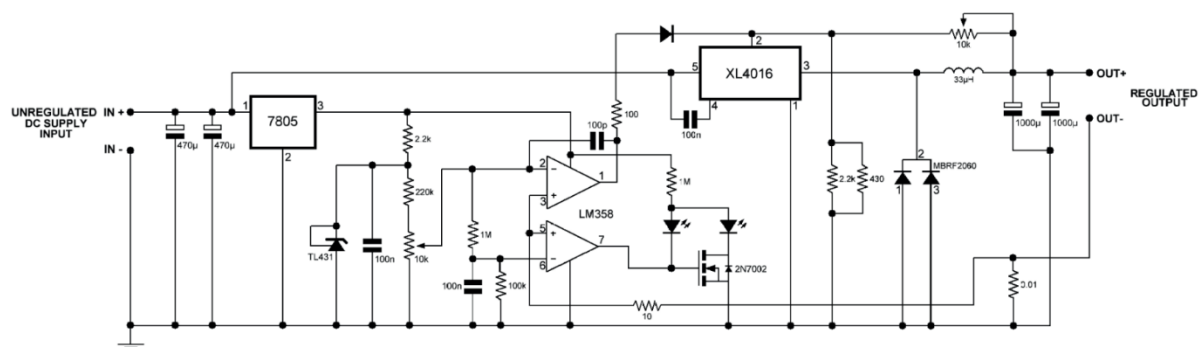 UNREGULATED
DC SUPPLY
INPUT
IN +
IN -
470µ
470µ
1
7805
3
2
2.2k
220k
10k
TL431
100n
1M
100n
100k
100p
100
2
3
1
LM358
5
6
7
1M
2N7002
10
5
XL4016
2
3
4
1
100n
10k
33µH
2.2k
430
2
MBRF2060
1
3
1000µ
1000µ
0.01
OUT+
REGULATED
OUTPUT
OUT-